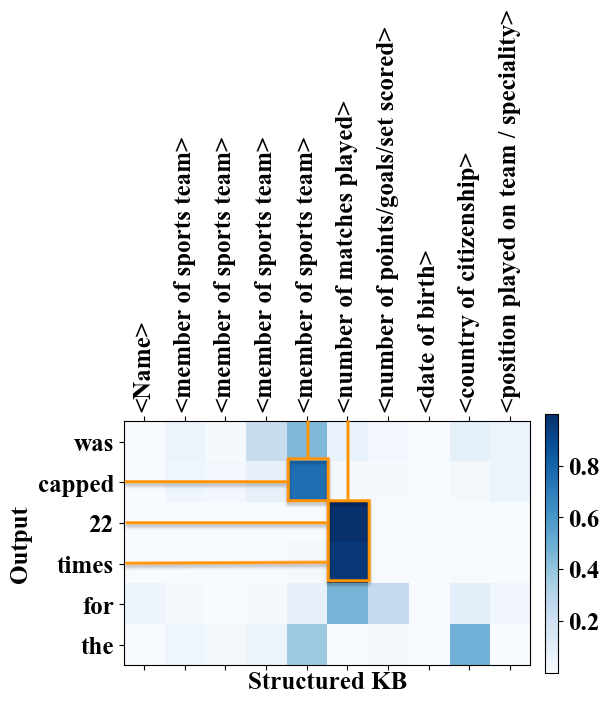 <Name>
<member of sports team>
<member of sports team>
<member of sports team>
<member of sports team>
<number of matches played>
<number of points/goals/set scored>
<date of birth>
<country of citizenship>
<position played on team / speciality>
was
capped
22
times
for
the
Output
Structured KB
0.8
0.6
0.4
0.2